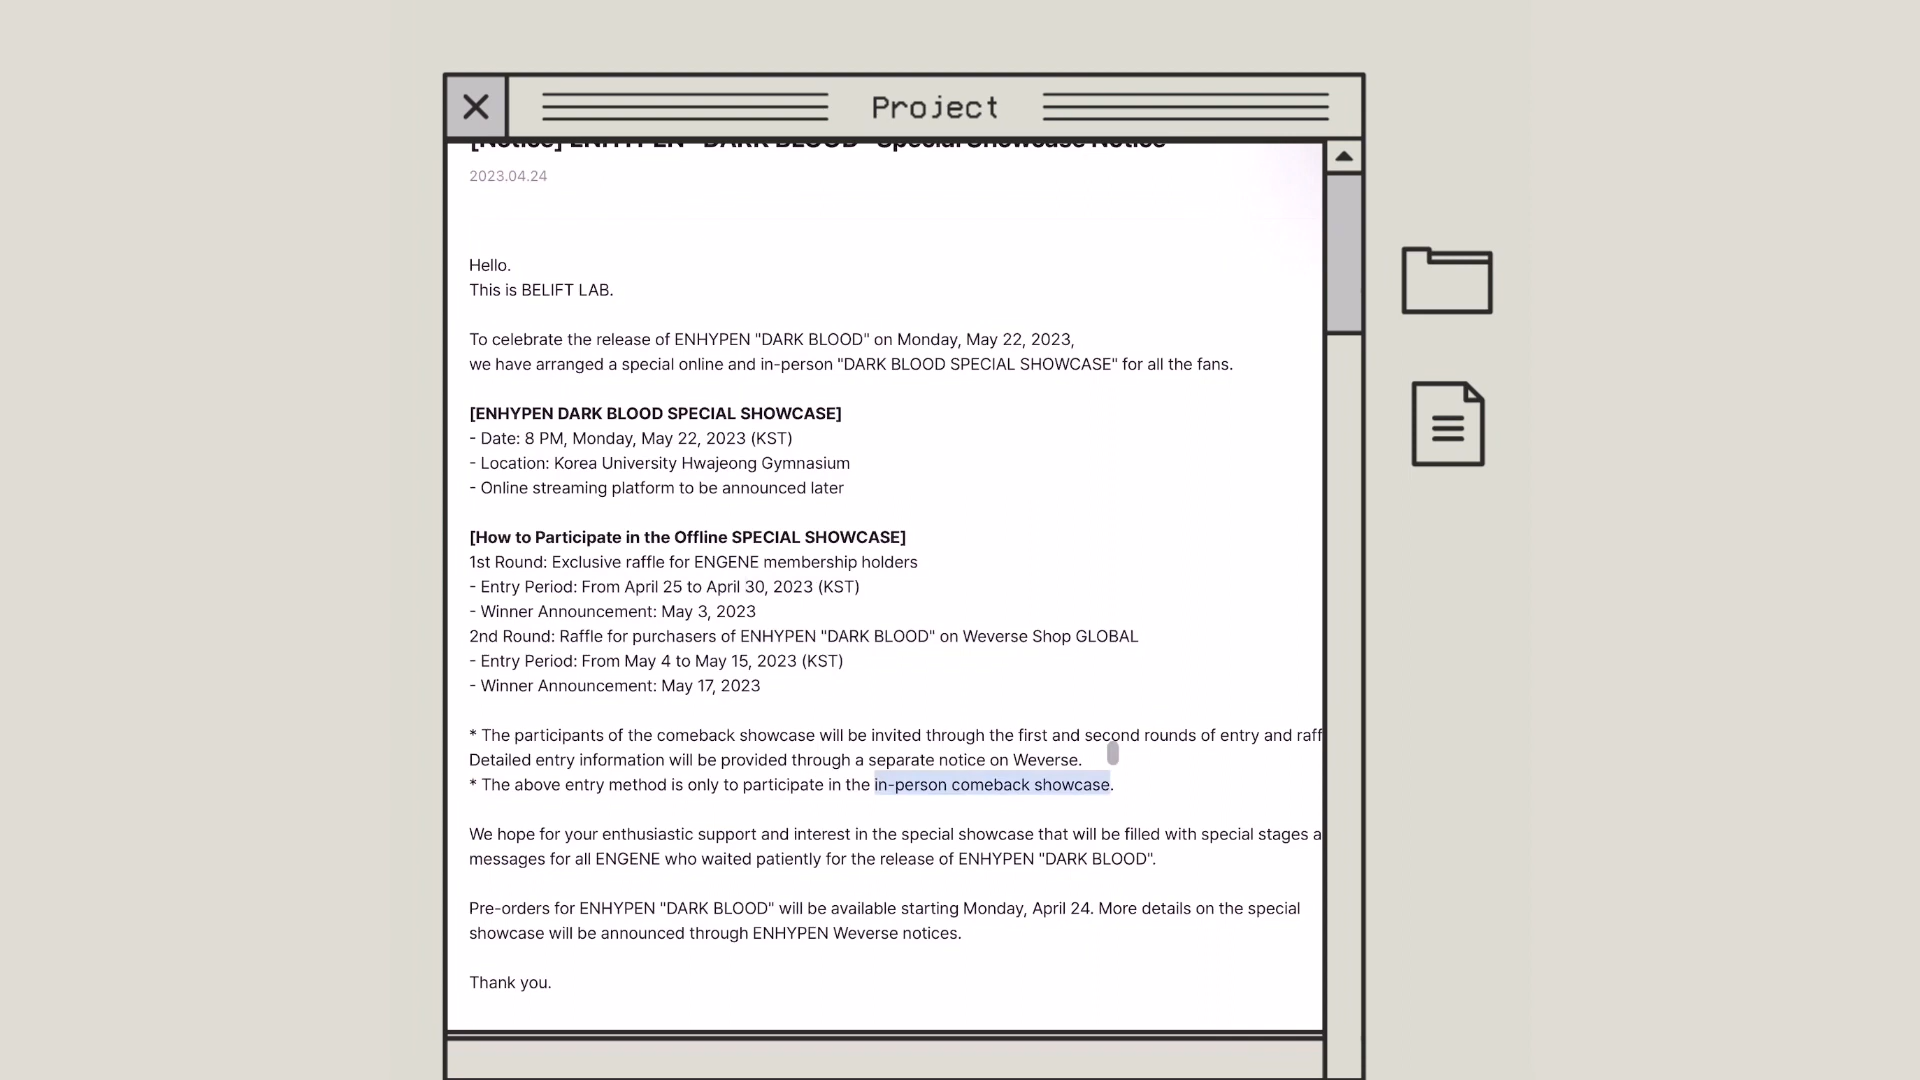 Project
[Notice] ENHYPEN "DARK BLOOD" Special Showcase Notice
2023.04.24
Hello.
This is BELIFT LAB.
To celebrate the release of ENHYPEN "DARK BLOOD" on Monday, May 22, 2023,
we have arranged a special online and in-person "DARK BLOOD SPECIAL SHOWCASE" for all the fans.
[ENHYPEN DARK BLOOD SPECIAL SHOWCASE]
- Date: 8 PM, Monday, May 22, 2023 (KST)
- Location: Korea University Hwajeong Gymnasium
- Online streaming platform to be announced later
[How to Participate in the Offline SPECIAL SHOWCASE]
1st Round: Exclusive raffle for ENGENE membership holders
- Entry Period: From April 25 to April 30, 2023 (KST)
- Winner Announcement: May 3, 2023
2nd Round: Raffle for purchasers of ENHYPEN "DARK BLOOD" on Weverse Shop GLOBAL
- Entry Period: From May 4 to May 15, 2023 (KST)
- Winner Announcement: May 17, 2023
* The participants of the comeback showcase will be invited through the first and second rounds of entry and raff
Detailed entry information will be provided through a separate notice on Weverse.
* The above entry method is only to participate in the in-person comeback showcase.
We hope for your enthusiastic support and interest in the special showcase that will be filled with special stages a
messages for all ENGENE who waited patiently for the release of ENHYPEN "DARK BLOOD".
Pre-orders for ENHYPEN "DARK BLOOD" will be available starting Monday, April 24. More details on the special
showcase will be announced through ENHYPEN Weverse notices.
Thank you.